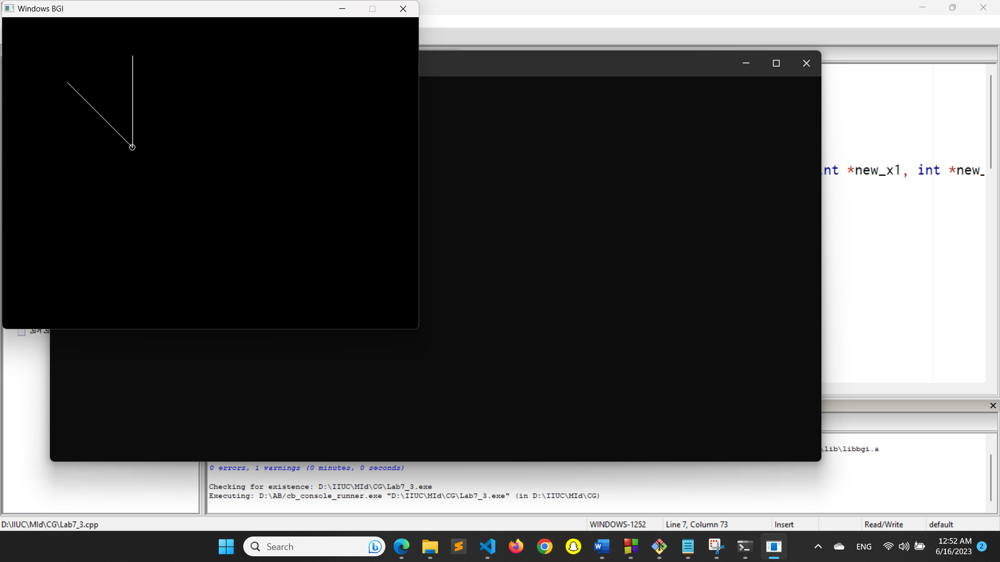 Windows BGI
int *new_x1, int *new_
\lib\libbgi.a
0 errors, 1 warnings (0 minutes, 0 seconds)
Checking for existence: D:\IIUC\MId\CG\Lab7_3.exe
Executing: D:\AB/cb_console_runner.exe "D:\IIUC\MId\CG\Lab7_3.exe" (in D:\IIUC\MId\CG)
D:\IIUC\MId\CG\Lab7_3.cpp
WINDOWS-1252
Line 7, Column 73
Insert
Read/Write
default
Search
ENG
12:52 AM
6/16/2023
2